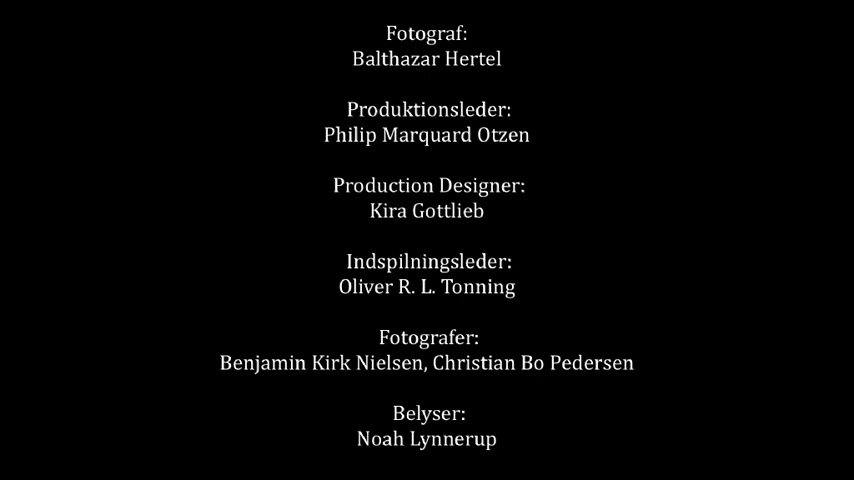 Fotograf:
Balthazar Hertel
Produktionsleder:
Philip Marquard Otzen
Production Designer:
Kira Gottlieb
Indspilningsleder:
Oliver R. L. Tonning
Fotografer:
Benjamin Kirk Nielsen, Christian Bo Pedersen
Belyser:
Noah Lynnerup